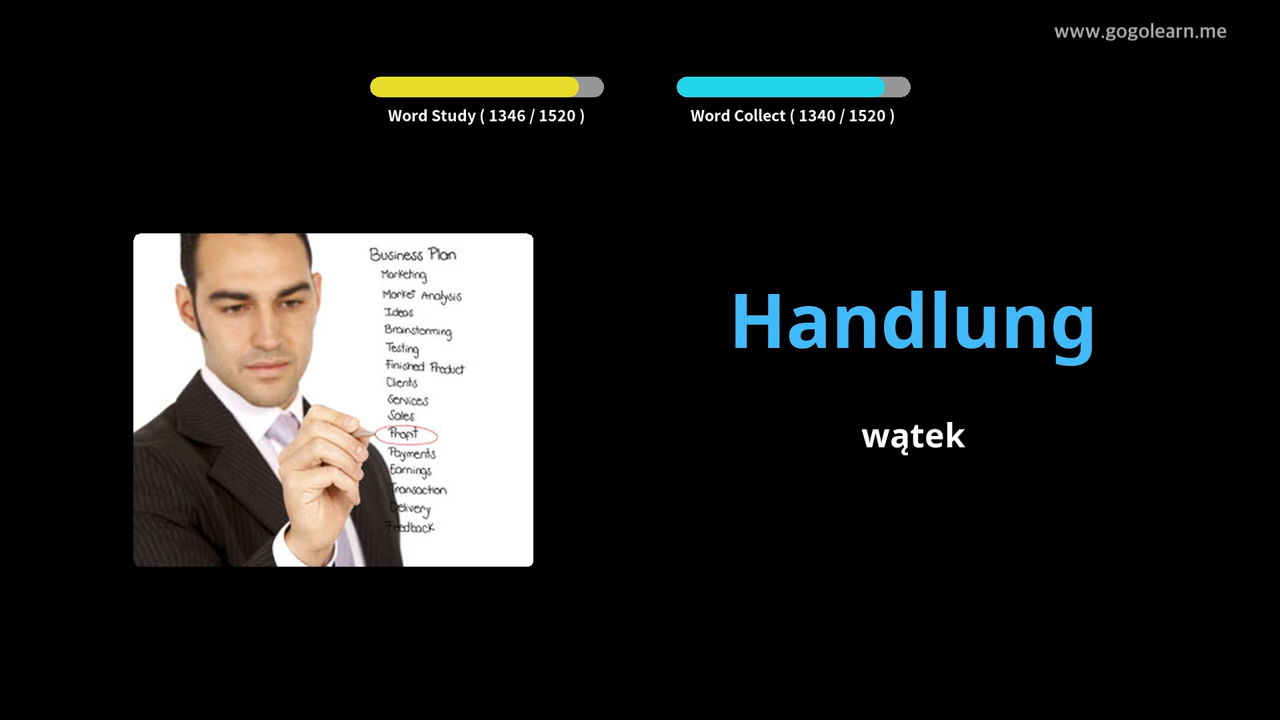 www.gogolearn.me
Word Study ( 1346 / 1520 )
Word Collect ( 1340 / 1520 )
Business Plan
Marketing
Market Analysis
Ideas
Brainstorming
Testing
Finished Product
Clients
Services
Sales
Profit
Payments
Earnings
Transaction
Delivery
Feedback
Handlung
wątek